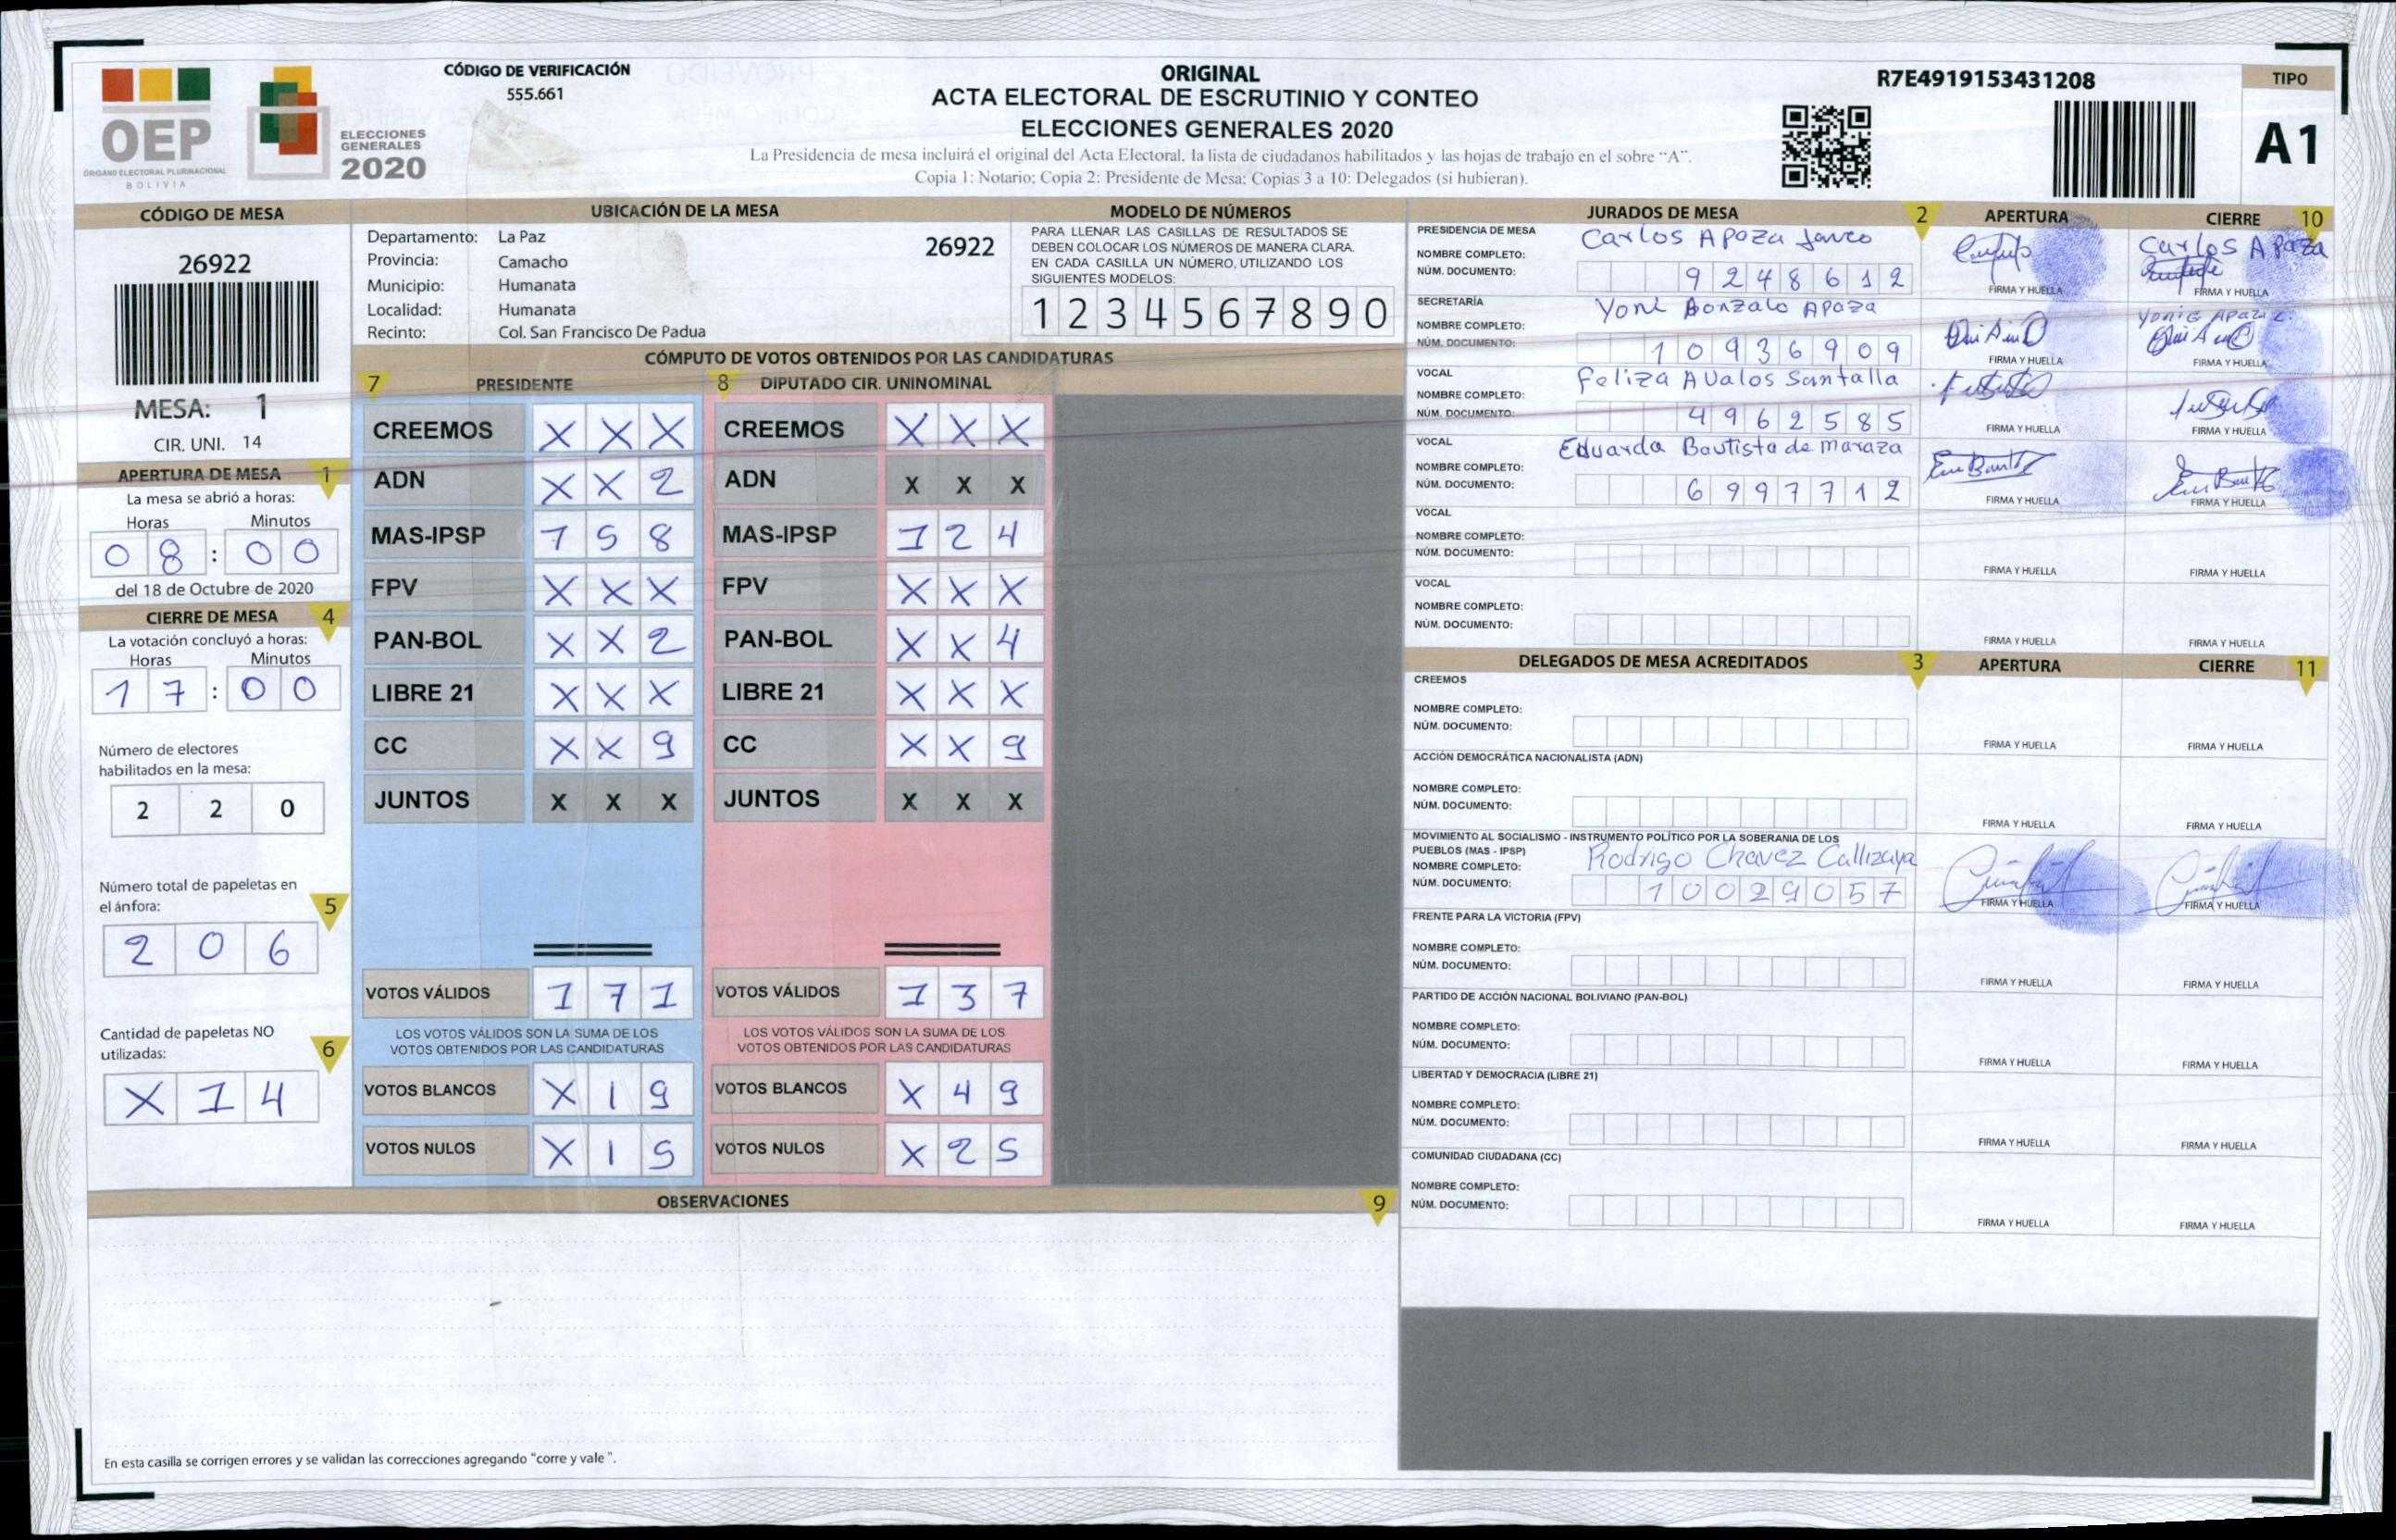 CÓDIGO DE VERIFICACIÓN
555.661
OEP
ÓRGANO ELECTORAL PLURINACIONAL
BOLIVIA
ELECCIONES
GENERALES
2020
ORIGINAL
ACTA ELECTORAL DE ESCRUTINIO Y CONTEO
ELECCIONES GENERALES 2020
La Presidencia de mesa incluirá el original del Acta Electoral, la lista de ciudadanos habilitados y las hojas de trabajo en el sobre "A".
Copia 1: Notario; Copia 2: Presidente de Mesa; Copias 3 a 10: Delegados (si hubieran).
R7E4919153431208
TIPO
A1
CÓDIGO DE MESA
26922
MESA: 1
CIR. UNI. 14
APERTURA DE MESA 1
La mesa se abrió a horas:
Horas Minutos
0 8 : 0 0
del 18 de Octubre de 2020
CIERRE DE MESA 4
La votación concluyó a horas:
Horas Minutos
1 7 : 0 0
Número de electores
habilitados en la mesa:
2 2 0
Número total de papeletas en
el ánfora: 5
2 0 6
Cantidad de papeletas NO
utilizadas: 6
X 1 4
UBICACIÓN DE LA MESA
Departamento: La Paz 26922
Provincia: Camacho
Municipio: Humanata
Localidad: Humanata
Recinto: Col. San Francisco De Padua
MODELO DE NÚMEROS
PARA LLENAR LAS CASILLAS DE RESULTADOS SE
DEBEN COLOCAR LOS NÚMEROS DE MANERA CLARA.
EN CADA CASILLA UN NÚMERO, UTILIZANDO LOS
SIGUIENTES MODELOS:
1 2 3 4 5 6 7 8 9 0
CÓMPUTO DE VOTOS OBTENIDOS POR LAS CANDIDATURAS
7 PRESIDENTE 8 DIPUTADO CIR. UNINOMINAL
CREEMOS X X X CREEMOS X X X
ADN X X 2 ADN X X X
MAS-IPSP 1 5 8 MAS-IPSP 1 2 4
FPV X X X FPV X X X
PAN-BOL X X 2 PAN-BOL X X 4
LIBRE 21 X X X LIBRE 21 X X X
CC X X 9 CC X X 9
JUNTOS X X X JUNTOS X X X
VOTOS VÁLIDOS 1 7 1 VOTOS VÁLIDOS 1 3 7
LOS VOTOS VÁLIDOS SON LA SUMA DE LOS LOS VOTOS VÁLIDOS SON LA SUMA DE LOS
VOTOS OBTENIDOS POR LAS CANDIDATURAS VOTOS OBTENIDOS POR LAS CANDIDATURAS
VOTOS BLANCOS X 1 9 VOTOS BLANCOS X 4 9
VOTOS NULOS X 1 5 VOTOS NULOS X 2 5
OBSERVACIONES 9
En esta casilla se corrigen errores y se validan las correcciones agregando "corre y vale ".
JURADOS DE MESA 2 APERTURA CIERRE 10
PRESIDENCIA DE MESA Carlos Apaza Carlos Apaza
NOMBRE COMPLETO:
NÚM. DOCUMENTO: 9 2 4 8 6 1 2
FIRMA Y HUELLA FIRMA Y HUELLA
SECRETARÍA Yoni Gonzalo Apaza
NOMBRE COMPLETO:
NÚM. DOCUMENTO: 1 0 9 3 6 9 0 9
FIRMA Y HUELLA FIRMA Y HUELLA
VOCAL Feliza Avalos Santalla
NOMBRE COMPLETO:
NÚM. DOCUMENTO: 4 9 6 2 5 8 5
FIRMA Y HUELLA FIRMA Y HUELLA
VOCAL Eduarda Bautista de Maraza
NOMBRE COMPLETO:
NÚM. DOCUMENTO: 6 9 9 7 7 1 2
FIRMA Y HUELLA FIRMA Y HUELLA
VOCAL
NOMBRE COMPLETO:
NÚM. DOCUMENTO:
FIRMA Y HUELLA FIRMA Y HUELLA
VOCAL
NOMBRE COMPLETO:
NÚM. DOCUMENTO:
FIRMA Y HUELLA FIRMA Y HUELLA
DELEGADOS DE MESA ACREDITADOS 3 APERTURA CIERRE 11
CREEMOS
NOMBRE COMPLETO:
NÚM. DOCUMENTO:
FIRMA Y HUELLA FIRMA Y HUELLA
ACCIÓN DEMOCRÁTICA NACIONALISTA (ADN)
NOMBRE COMPLETO:
NÚM. DOCUMENTO:
FIRMA Y HUELLA FIRMA Y HUELLA
MOVIMIENTO AL SOCIALISMO - INSTRUMENTO POLÍTICO POR LA SOBERANIA DE LOS
PUEBLOS (MAS - IPSP) Rodrigo Chavez Callizaya
NOMBRE COMPLETO:
NÚM. DOCUMENTO: 1 0 0 2 9 0 5 7
FIRMA Y HUELLA FIRMA Y HUELLA
FRENTE PARA LA VICTORIA (FPV)
NOMBRE COMPLETO:
NÚM. DOCUMENTO:
FIRMA Y HUELLA FIRMA Y HUELLA
PARTIDO DE ACCIÓN NACIONAL BOLIVIANO (PAN-BOL)
NOMBRE COMPLETO:
NÚM. DOCUMENTO:
FIRMA Y HUELLA FIRMA Y HUELLA
LIBERTAD Y DEMOCRACIA (LIBRE 21)
NOMBRE COMPLETO:
NÚM. DOCUMENTO:
FIRMA Y HUELLA FIRMA Y HUELLA
COMUNIDAD CIUDADANA (CC)
NOMBRE COMPLETO:
NÚM. DOCUMENTO:
FIRMA Y HUELLA FIRMA Y HUELLA